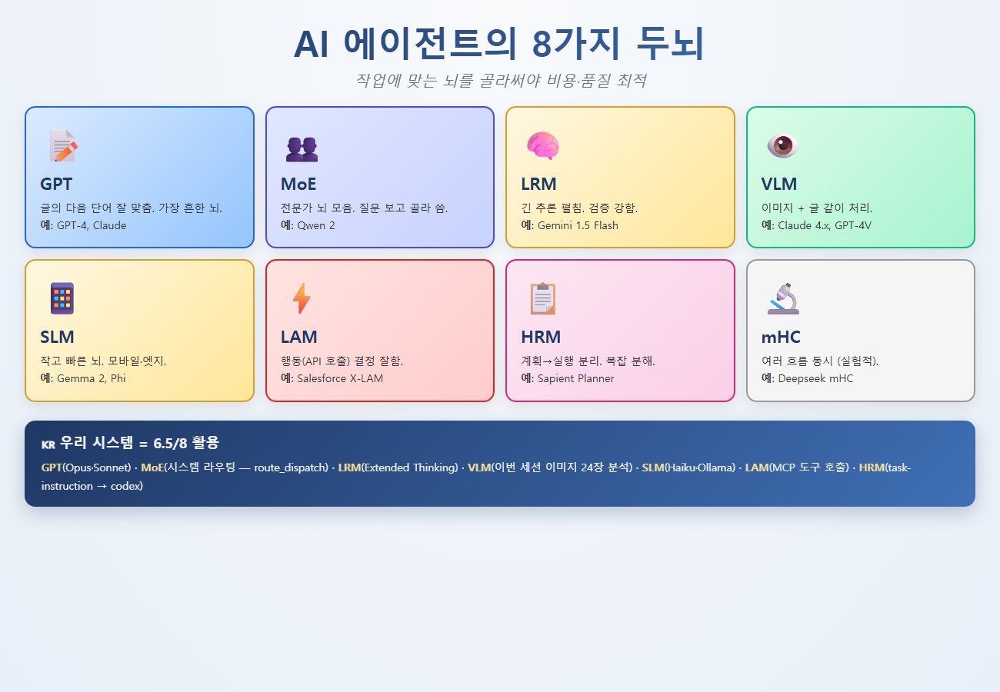 AI 에이전트의 8가지 두뇌
작업에 맞는 뇌를 골라써야 비용·품질 최적
GPT
글의 다음 단어 잘 맞춤. 가장 흔한 뇌.
예: GPT-4, Claude
MoE
전문가 뇌 모음. 질문 보고 골라 씀.
예: Qwen 2
LRM
긴 추론 펼침. 검증 강함.
예: Gemini 1.5 Flash
VLM
이미지 + 글 같이 처리.
예: Claude 4.x, GPT-4V
SLM
작고 빠른 뇌. 모바일·엣지.
예: Gemma 2, Phi
LAM
행동(API 호출) 결정 잘함.
예: Salesforce X-LAM
HRM
계획→실행 분리. 복잡 분해.
예: Sapient Planner
mHC
여러 흐름 동시 (실험적).
예: Deepseek mHC
KR 우리 시스템 = 6.5/8 활용
GPT(Opus·Sonnet) · MoE(시스템 라우팅 — route_dispatch) · LRM(Extended Thinking) · VLM(이번 세션 이미지 24장 분석) · SLM(Haiku·Ollama) · LAM(MCP 도구 호출) · HRM(task-
instruction → codex)